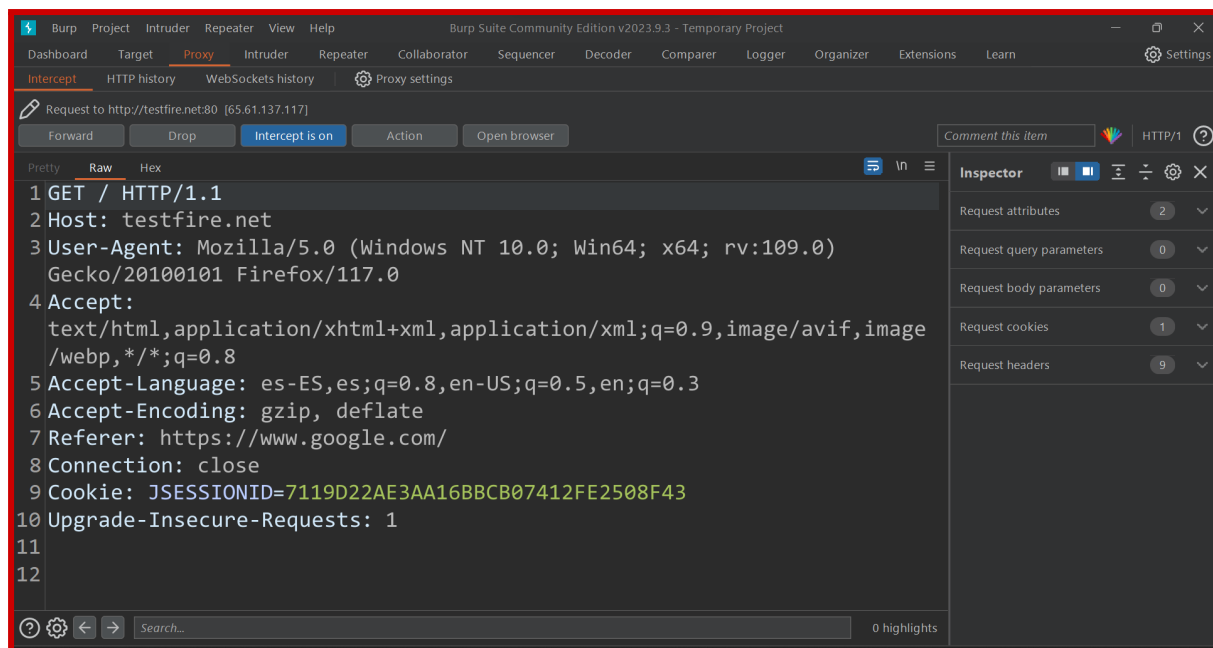 Burp Project Intruder Repeater View Help Burp Suite Community Edition v2023.9.3 - Temporary Project
Dashboard Target Proxy Intruder Repeater Collaborator Sequencer Decoder Comparer Logger Organizer Extensions Learn Settings
Intercept HTTP history WebSockets history Proxy settings
Request to http://testfire.net:80 [65.61.137.117]
Forward Drop Intercept is on Action Open browser Comment this item HTTP/1 ?
Pretty Raw Hex \n Inspector
1 GET / HTTP/1.1
2 Host: testfire.net
3 User-Agent: Mozilla/5.0 (Windows NT 10.0; Win64; x64; rv:109.0)
Gecko/20100101 Firefox/117.0
4 Accept:
text/html,application/xhtml+xml,application/xml;q=0.9,image/avif,image
/webp,*/*;q=0.8
5 Accept-Language: es-ES,es;q=0.8,en-US;q=0.5,en;q=0.3
6 Accept-Encoding: gzip, deflate
7 Referer: https://www.google.com/
8 Connection: close
9 Cookie: JSESSIONID=7119D22AE3AA16BBCB07412FE2508F43
10 Upgrade-Insecure-Requests: 1
11
12
Request attributes 2
Request query parameters 0
Request body parameters 0
Request cookies 1
Request headers 9
? Search... 0 highlights